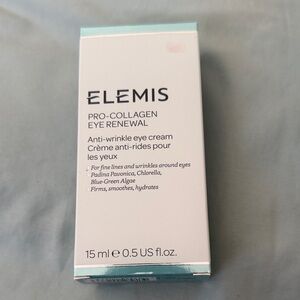 ELEMIS
PRO-COLLAGEN
EYE RENEWAL
Anti-wrinkle eye cream
Crème anti-rides pour
les yeux
For fine lines and wrinkles around eyes
Padina Pavonica, Chlorella,
Blue-Green Algae
Firms, smoothes, hydrates
15 ml ℮ 0.5 US fl.oz.